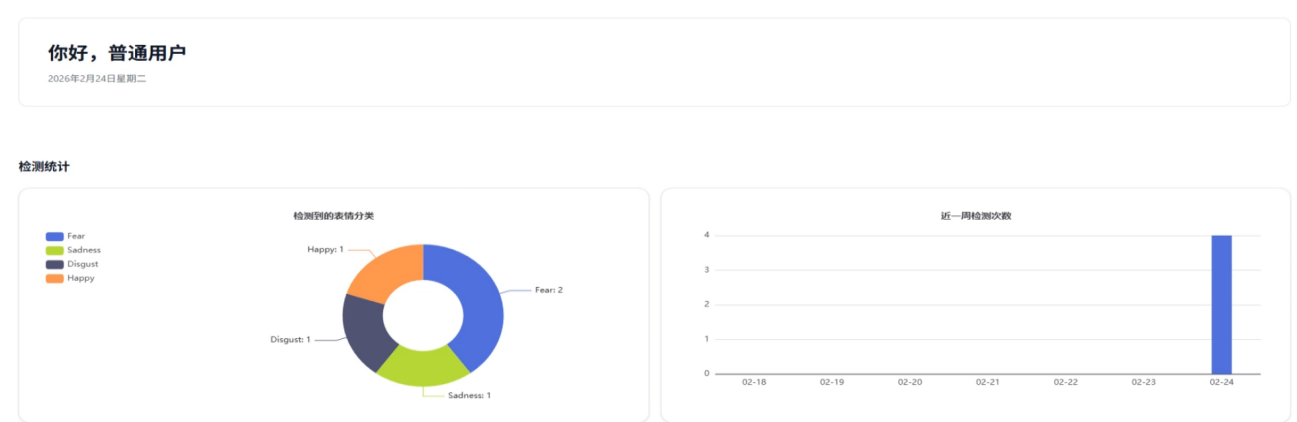 你好，普通用户
2026年2月24日星期二
检测统计
检测到的表情分类
Fear
Sadness
Disgust
Happy
Happy: 1
Fear: 2
Disgust: 1
Sadness: 1
近一周检测次数
4
3
2
1
0
02-18
02-19
02-20
02-21
02-22
02-23
02-24